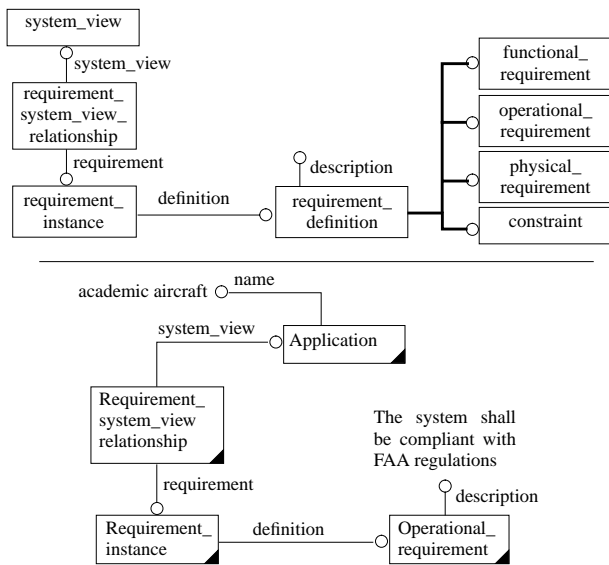 system_view
system_view
requirement_
system_view_
relationship
requirement
requirement_
instance
definition
description
requirement_
definition
functional_
requirement
operational_
requirement
physical_
requirement
constraint
academic aircraft
name
system_view
Application
Requirement_
system_view
relationship
The system shall
be compliant with
FAA regulations
requirement
description
Requirement_
instance
definition
Operational_
requirement